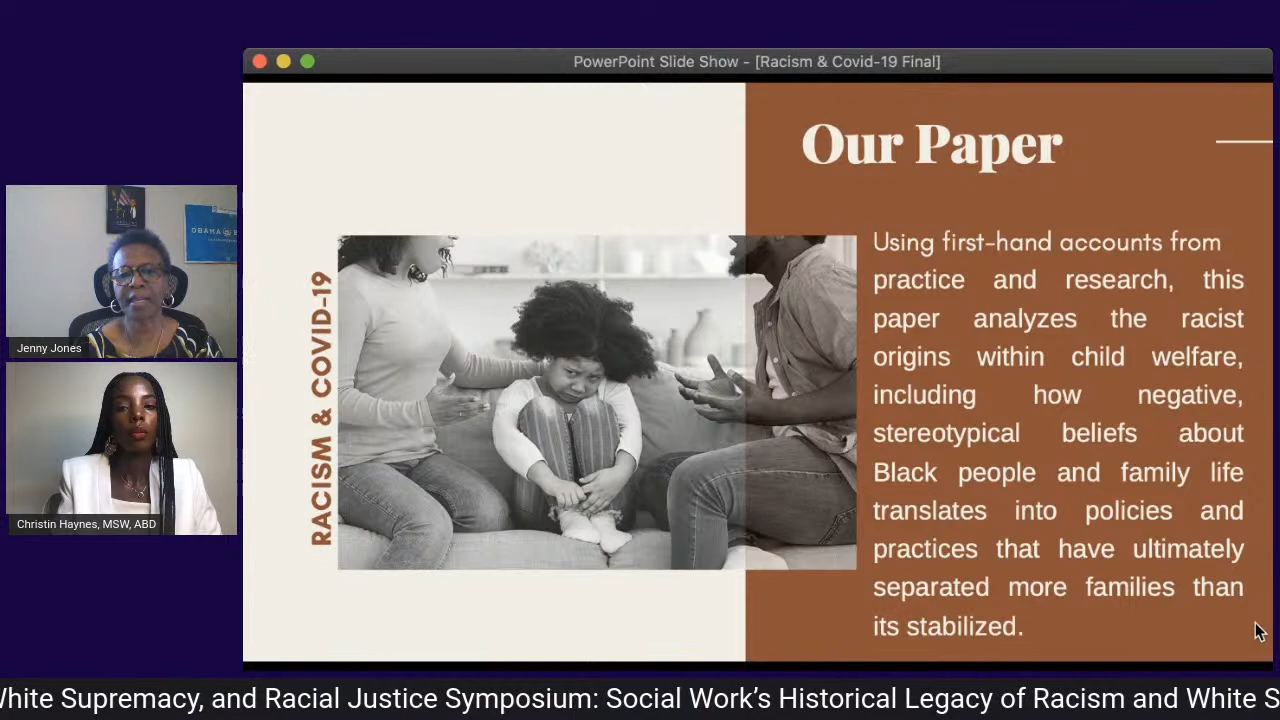 PowerPoint Slide Show - [Racism & Covid-19 Final]
Our Paper
OBAMA
Jenny Jones
Christin Haynes, MSW, ABD
RACISM & COVID-19
Using first-hand accounts from
practice and research, this
paper analyzes the racist
origins within child welfare,
including how negative,
stereotypical beliefs about
Black people and family life
translates into policies and
practices that have ultimately
separated more families than
its stabilized.
White Supremacy, and Racial Justice Symposium: Social Work’s Historical Legacy of Racism and White S